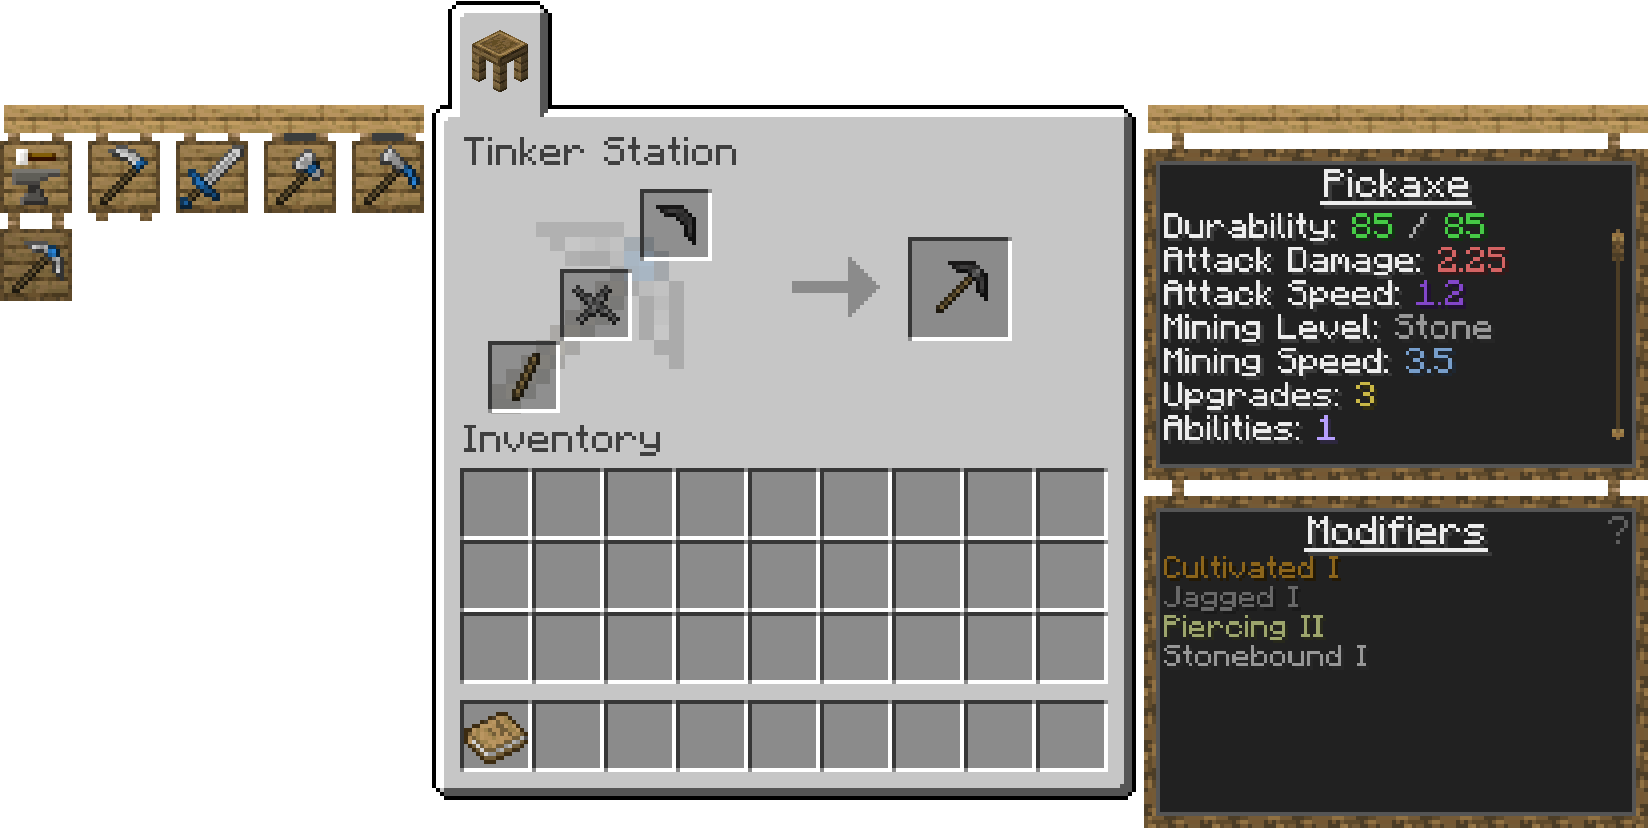 Tinker Station
Inventory
Pickaxe
Durability: 85 / 85
Attack Damage: 2.25
Attack Speed: 1.2
Mining Level: Stone
Mining Speed: 3.5
Upgrades: 3
Abilities: 1
Modifiers
?
Cultivated I
Jagged I
Piercing II
Stonebound I